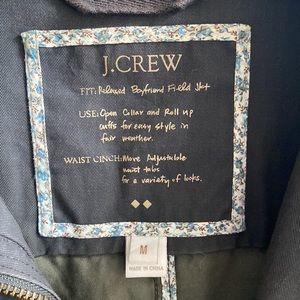 J.CREW
FIT: Relaxed Boyfriend Field Jkt
USE: Open Collar and Roll up
cuffs for easy style in
fair weather.
WAIST CINCH: Move Adjustable
waist tabs
for a variety of looks.
M
MADE IN CHINA